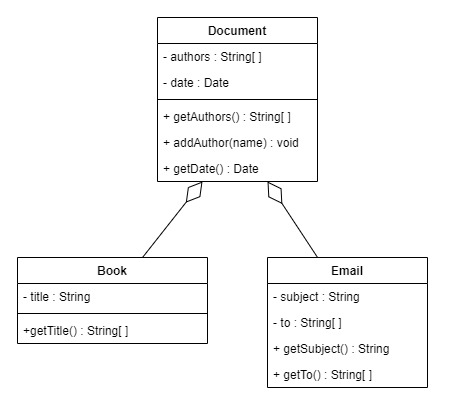 Document
- authors : String[ ]
- date : Date
+ getAuthors() : String[ ]
+ addAuthor(name) : void
+ getDate() : Date
Book
- title : String
+getTitle() : String[ ]
Email
- subject : String
- to : String[ ]
+ getSubject() : String
+ getTo() : String[ ]